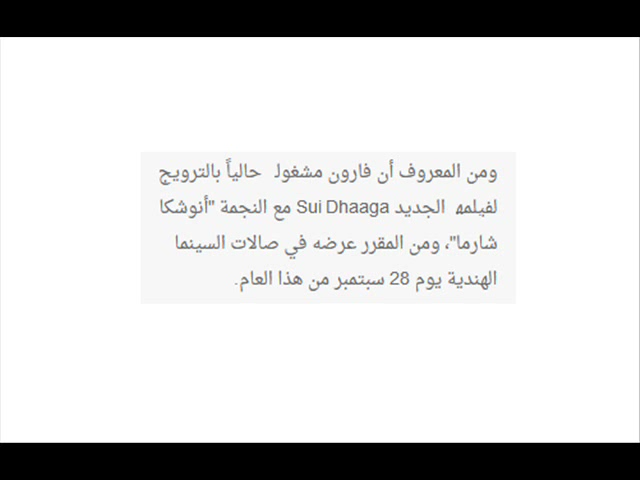 ومن المعروف أن فارون مشغول حالياً بالترويج
لفيلمه الجديد Sui Dhaaga مع النجمة "أنوشكا
شارما"، ومن المقرر عرضه في صالات السينما
الهندية يوم 28 سبتمبر من هذا العام.